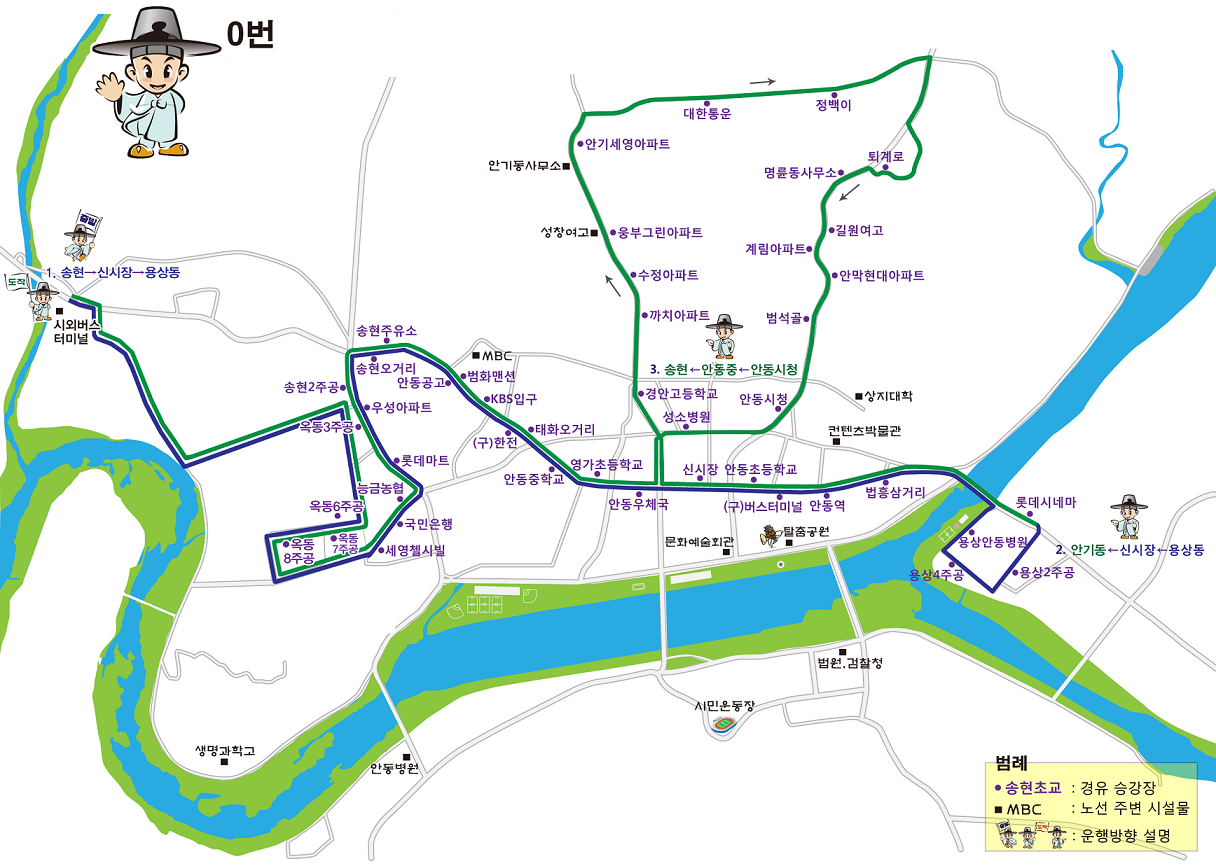 0번
대한통운
정백이
안기세영아파트
안기동사무소
퇴계로
명륜동사무소
성창여고
웅부그린아파트
길원여고
계림아파트
출발
1. 송현→신시장→용상동
도착
수정아파트
안막현대아파트
시외버스
터미널
까치아파트
범석골
송현주유소
MBC
송현오거리
안동공고
범화맨션
3. 송현←안동중←안동시청
송현2주공
KBS입구
경안고등학교
안동시청
상지대학
우성아파트
성소병원
옥동3주공
태화오거리
(구)한전
컨텐츠박물관
롯데마트
영가초등학교
신시장
안동초등학교
안동중학교
능금농협
안동우체국
(구)버스터미널
안동역
법흥삼거리
옥동6주공
롯데시네마
국민은행
탈춤공원
문화예술회관
옥동
8주공
옥동
7주공
세영첼시빌
용상안동병원
2. 안기동←신시장←용상동
용상4주공
용상2주공
법원,검찰청
시민운동장
생명과학고
안동병원
범례
송현초교 : 경유 승강장
MBC : 노선 주변 시설물
: 운행방향 설명